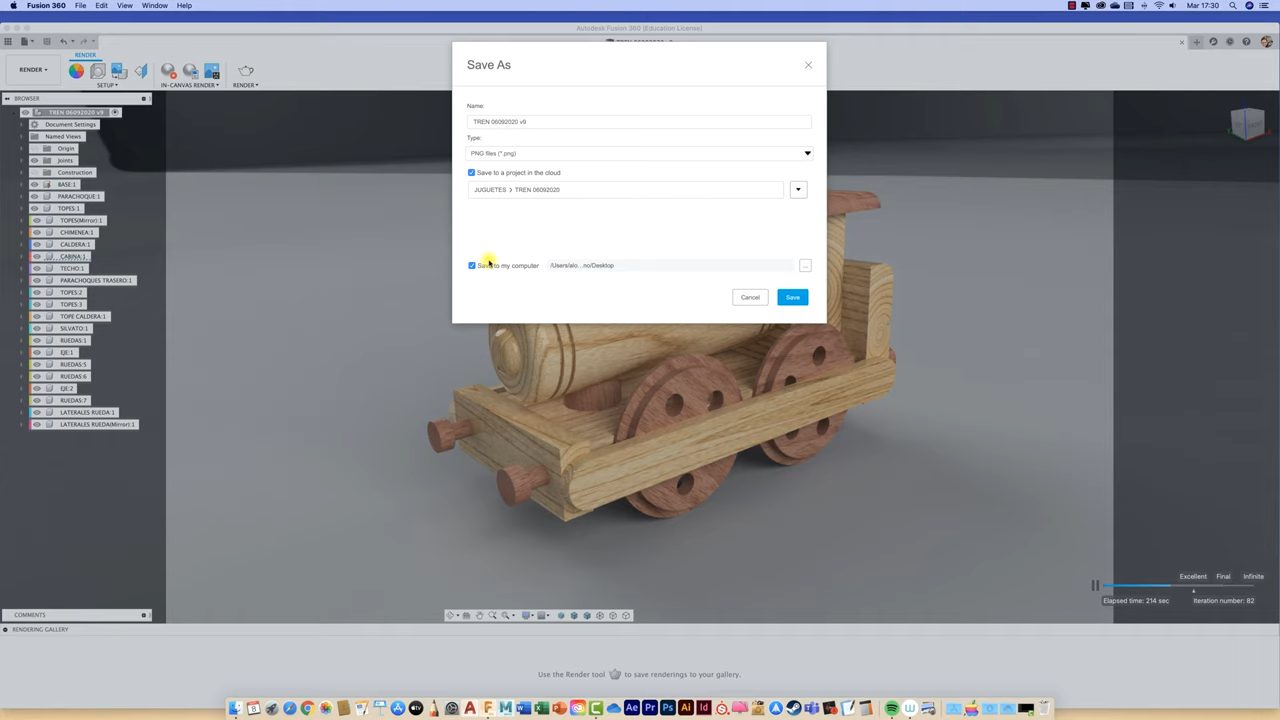 Fusion 360 File Edit View Window Help
Mar 17:30
Autodesk Fusion 360 (Education License)
RENDER
RENDER
SETUP
IN-CANVAS RENDER
RENDER
BROWSER
TREN 06092020 v9
Document Settings
Named Views
Origin
Joints
Construction
BASE:1
PARACHOQUE:1
TOPES:1
TOPES(Mirror):1
CHIMENEA:1
CALDERA:1
CABINA:1
TECHO:1
PARACHOQUES TRASERO:1
TOPES:2
TOPES:3
TOPE CALDERA:1
SILVATO:1
RUEDAS:1
EJE:1
RUEDAS:5
RUEDAS:6
EJE:2
RUEDAS:7
LATERALES RUEDA:1
LATERALES RUEDA(Mirror):1
Save As
Name:
TREN 06092020 v9
Type:
PNG files (*.png)
Save to a project in the cloud
JUGUETES > TREN 06092020
Save to my computer /Users/alo...no/Desktop ...
Cancel Save
Excellent Final Infinite
Elapsed time: 214 sec Iteration number: 82
COMMENTS
RENDERING GALLERY
Use the Render tool to save renderings to your gallery.